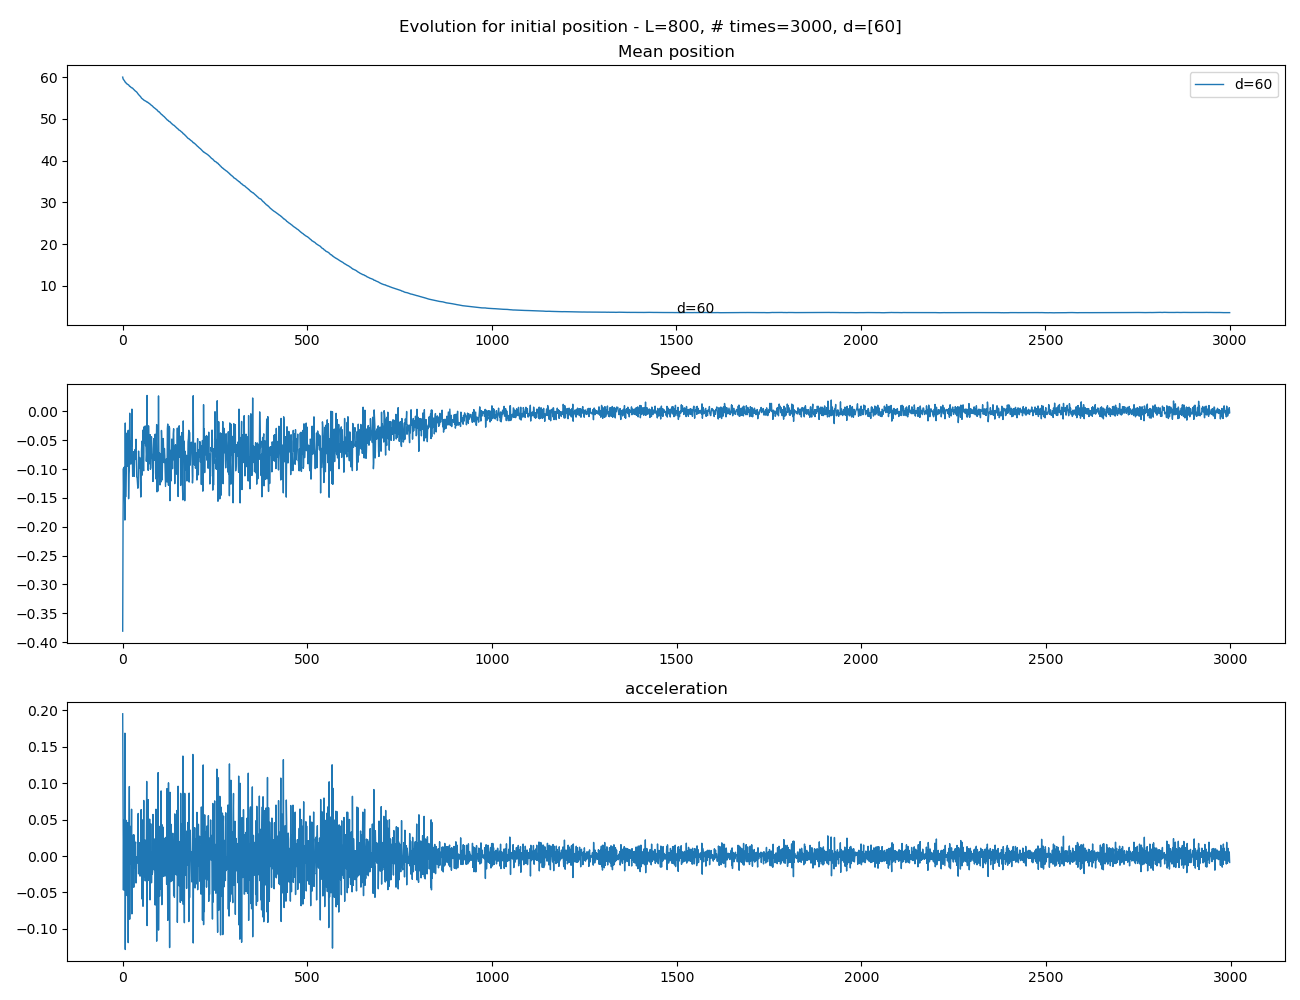 Evolution for initial position - L=800, # times=3000, d=[60]
Mean position
60
50
40
30
20
10
d=60
d=60
0 500 1000 1500 2000 2500 3000
Speed
0.00
−0.05
−0.10
−0.15
−0.20
−0.25
−0.30
−0.35
−0.40
0 500 1000 1500 2000 2500 3000
acceleration
0.20
0.15
0.10
0.05
0.00
−0.05
−0.10
0 500 1000 1500 2000 2500 3000